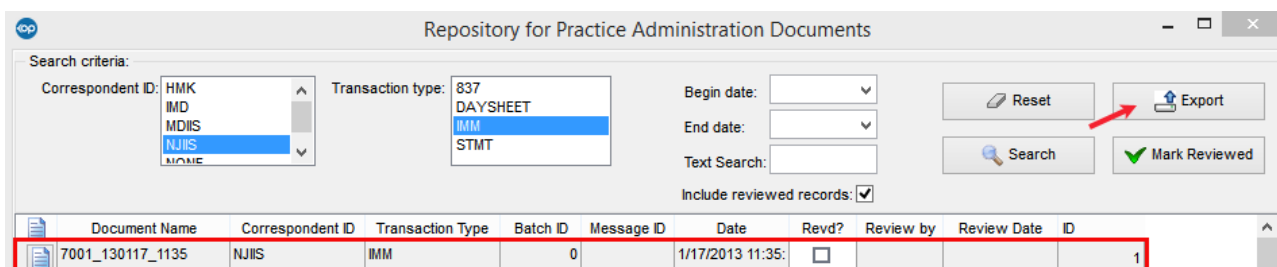 op
Repository for Practice Administration Documents
Search criteria:
Correspondent ID: HMK
IMD
MDIIS
NJIIS
NONE
Transaction type: 837
DAYSHEET
IMM
STMT
Begin date:
End date:
Text Search:
Include reviewed records:
Reset
Export
Search
Mark Reviewed
Document Name Correspondent ID Transaction Type Batch ID Message ID Date Revd? Review by Review Date ID
7001_130117_1135 NJIIS IMM 0 1/17/2013 11:35: 1